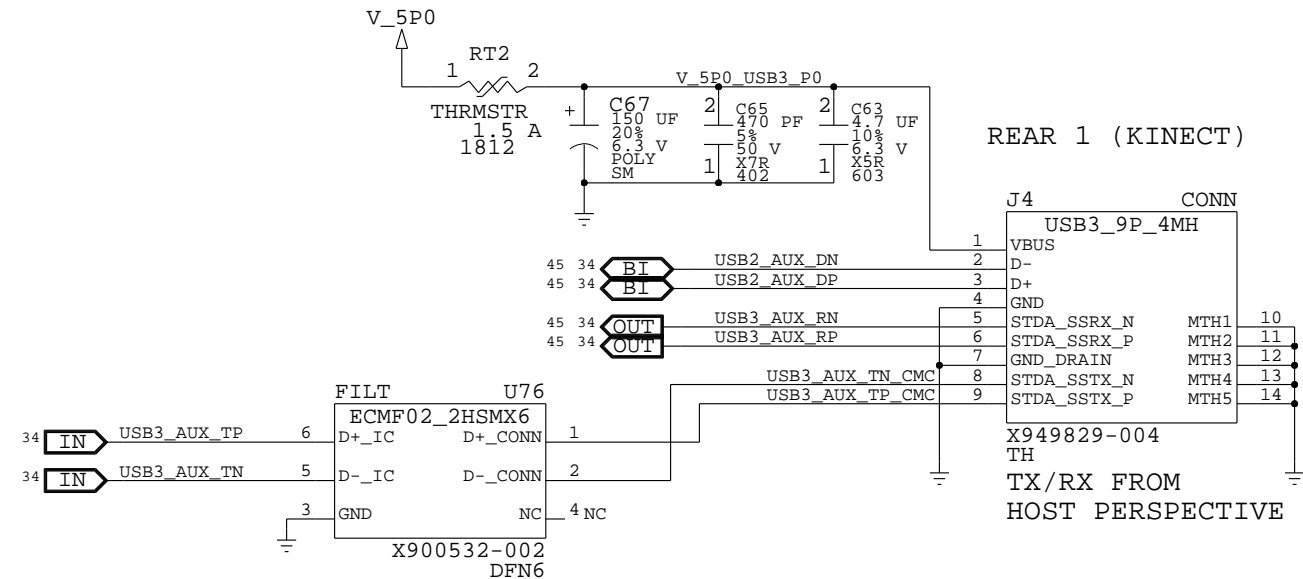 V_5P0
RT2
1 2
THRMSTR
1.5 A
1812
V_5P0_USB3_P0
+
C67
150 UF
20%
6.3 V
POLY
SM
2
C65
470 PF
5%
50 V
1
X7R
402
2
C63
4.7 UF
10%
6.3 V
1
X5R
603
REAR 1 (KINECT)
J4 CONN
USB3_9P_4MH
1 VBUS
45 34 BI USB2_AUX_DN 2 D-
45 34 BI USB2_AUX_DP 3 D+
4 GND
45 34 OUT USB3_AUX_RN 5 STDA_SSRX_N MTH1 10
45 34 OUT USB3_AUX_RP 6 STDA_SSRX_P MTH2 11
7 GND_DRAIN MTH3 12
USB3_AUX_TN_CMC 8 STDA_SSTX_N MTH4 13
USB3_AUX_TP_CMC 9 STDA_SSTX_P MTH5 14
X949829-004
TH
TX/RX FROM
HOST PERSPECTIVE
FILT U76
ECMF02_2HSMX6
34 IN USB3_AUX_TP 6 D+_IC D+_CONN 1
34 IN USB3_AUX_TN 5 D-_IC D-_CONN 2
3 GND NC 4 NC
X900532-002
DFN6